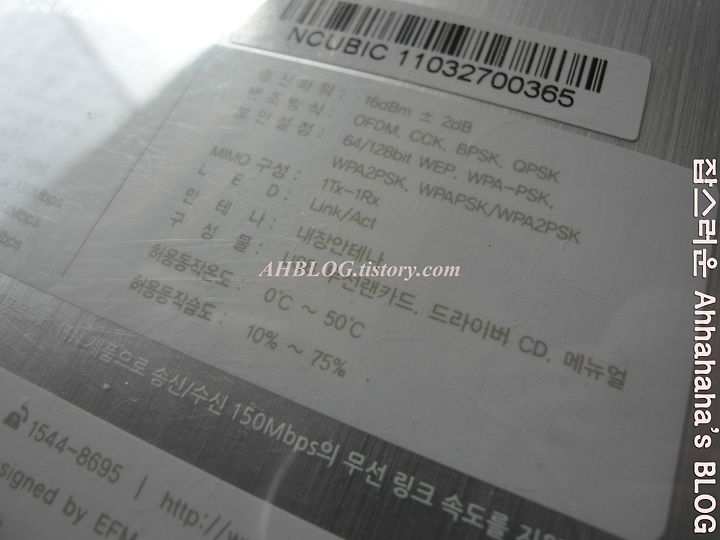 NCUBIC 11032700365
송신파워 : 16dBm ± 2dB
변조방식 : OFDM, CCK, BPSK, QPSK
보안설정 : 64/128bit WEP, WPA-PSK,
WPA2PSK, WPAPSK/WPA2PSK
MIMO 구성 : 1Tx-1Rx
L E D : Link/Act
안 테 나 : 내장안테나
구 성 물 : 무선랜카드, 드라이버 CD, 메뉴얼
허용동작온도 : 0℃ ~ 50℃
허용동작습도 : 10% ~ 75%
제품으로 송신/수신 150Mbps의 무선 링크 속도를
1544-8695 | http://w
signed by EFM
Mbps
AHBLOG.tistory.com
잡스러운 Ahhahaha's BLOG